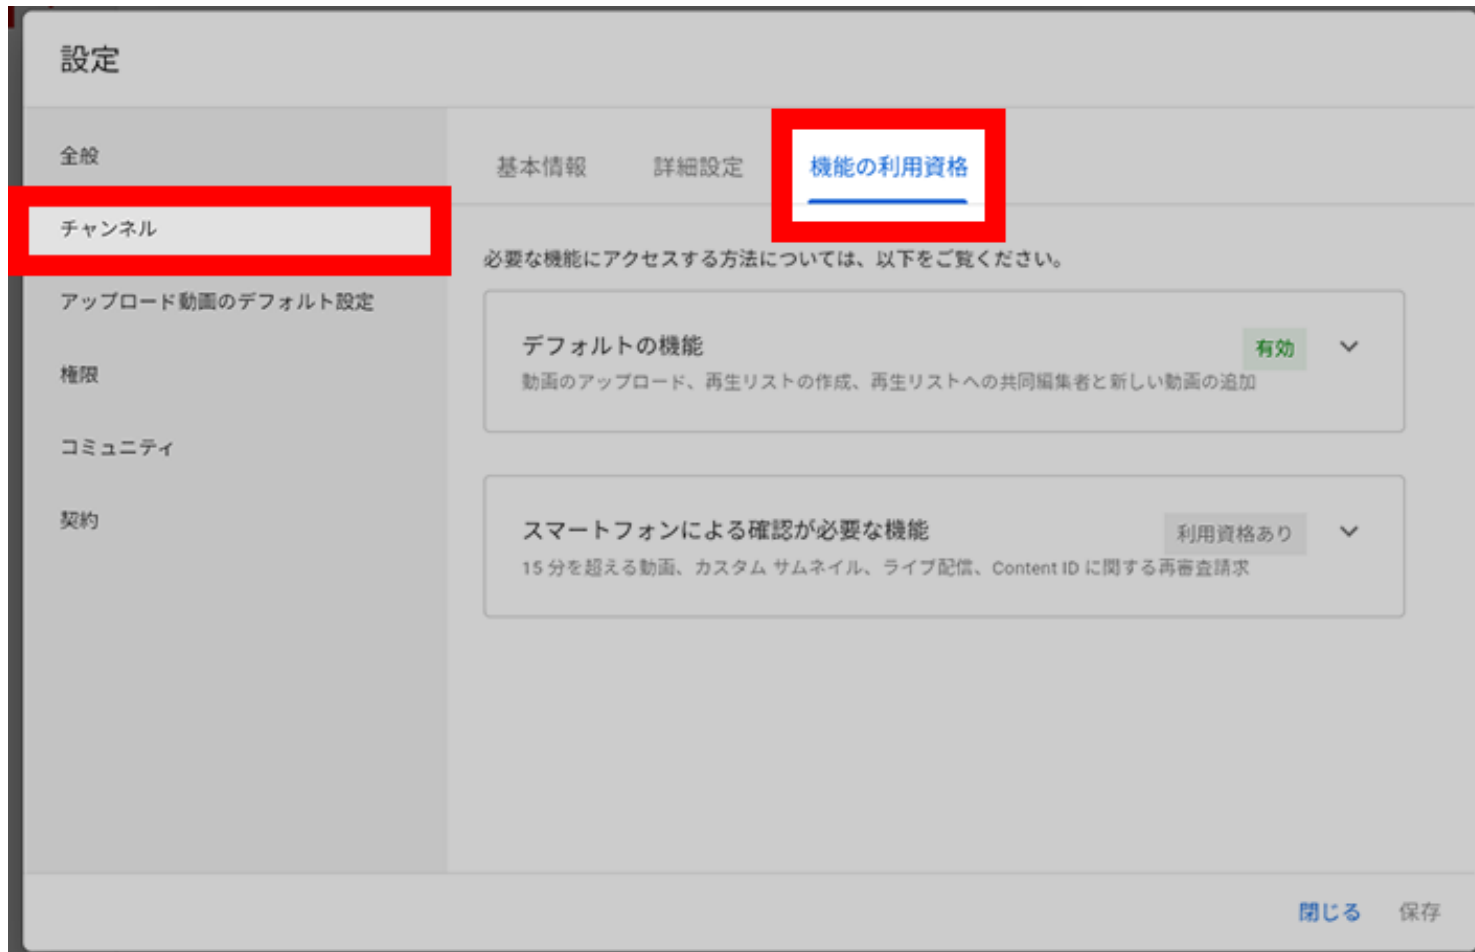 設定
全般
チャンネル
アップロード動画のデフォルト設定
権限
コミュニティ
契約
基本情報
詳細設定
機能の利用資格
必要な機能にアクセスする方法については、以下をご覧ください。
デフォルトの機能
有効
動画のアップロード、再生リストの作成、再生リストへの共同編集者と新しい動画の追加
スマートフォンによる確認が必要な機能
利用資格あり
15 分を超える動画、カスタム サムネイル、ライブ配信、Content ID に関する再審査請求
閉じる
保存